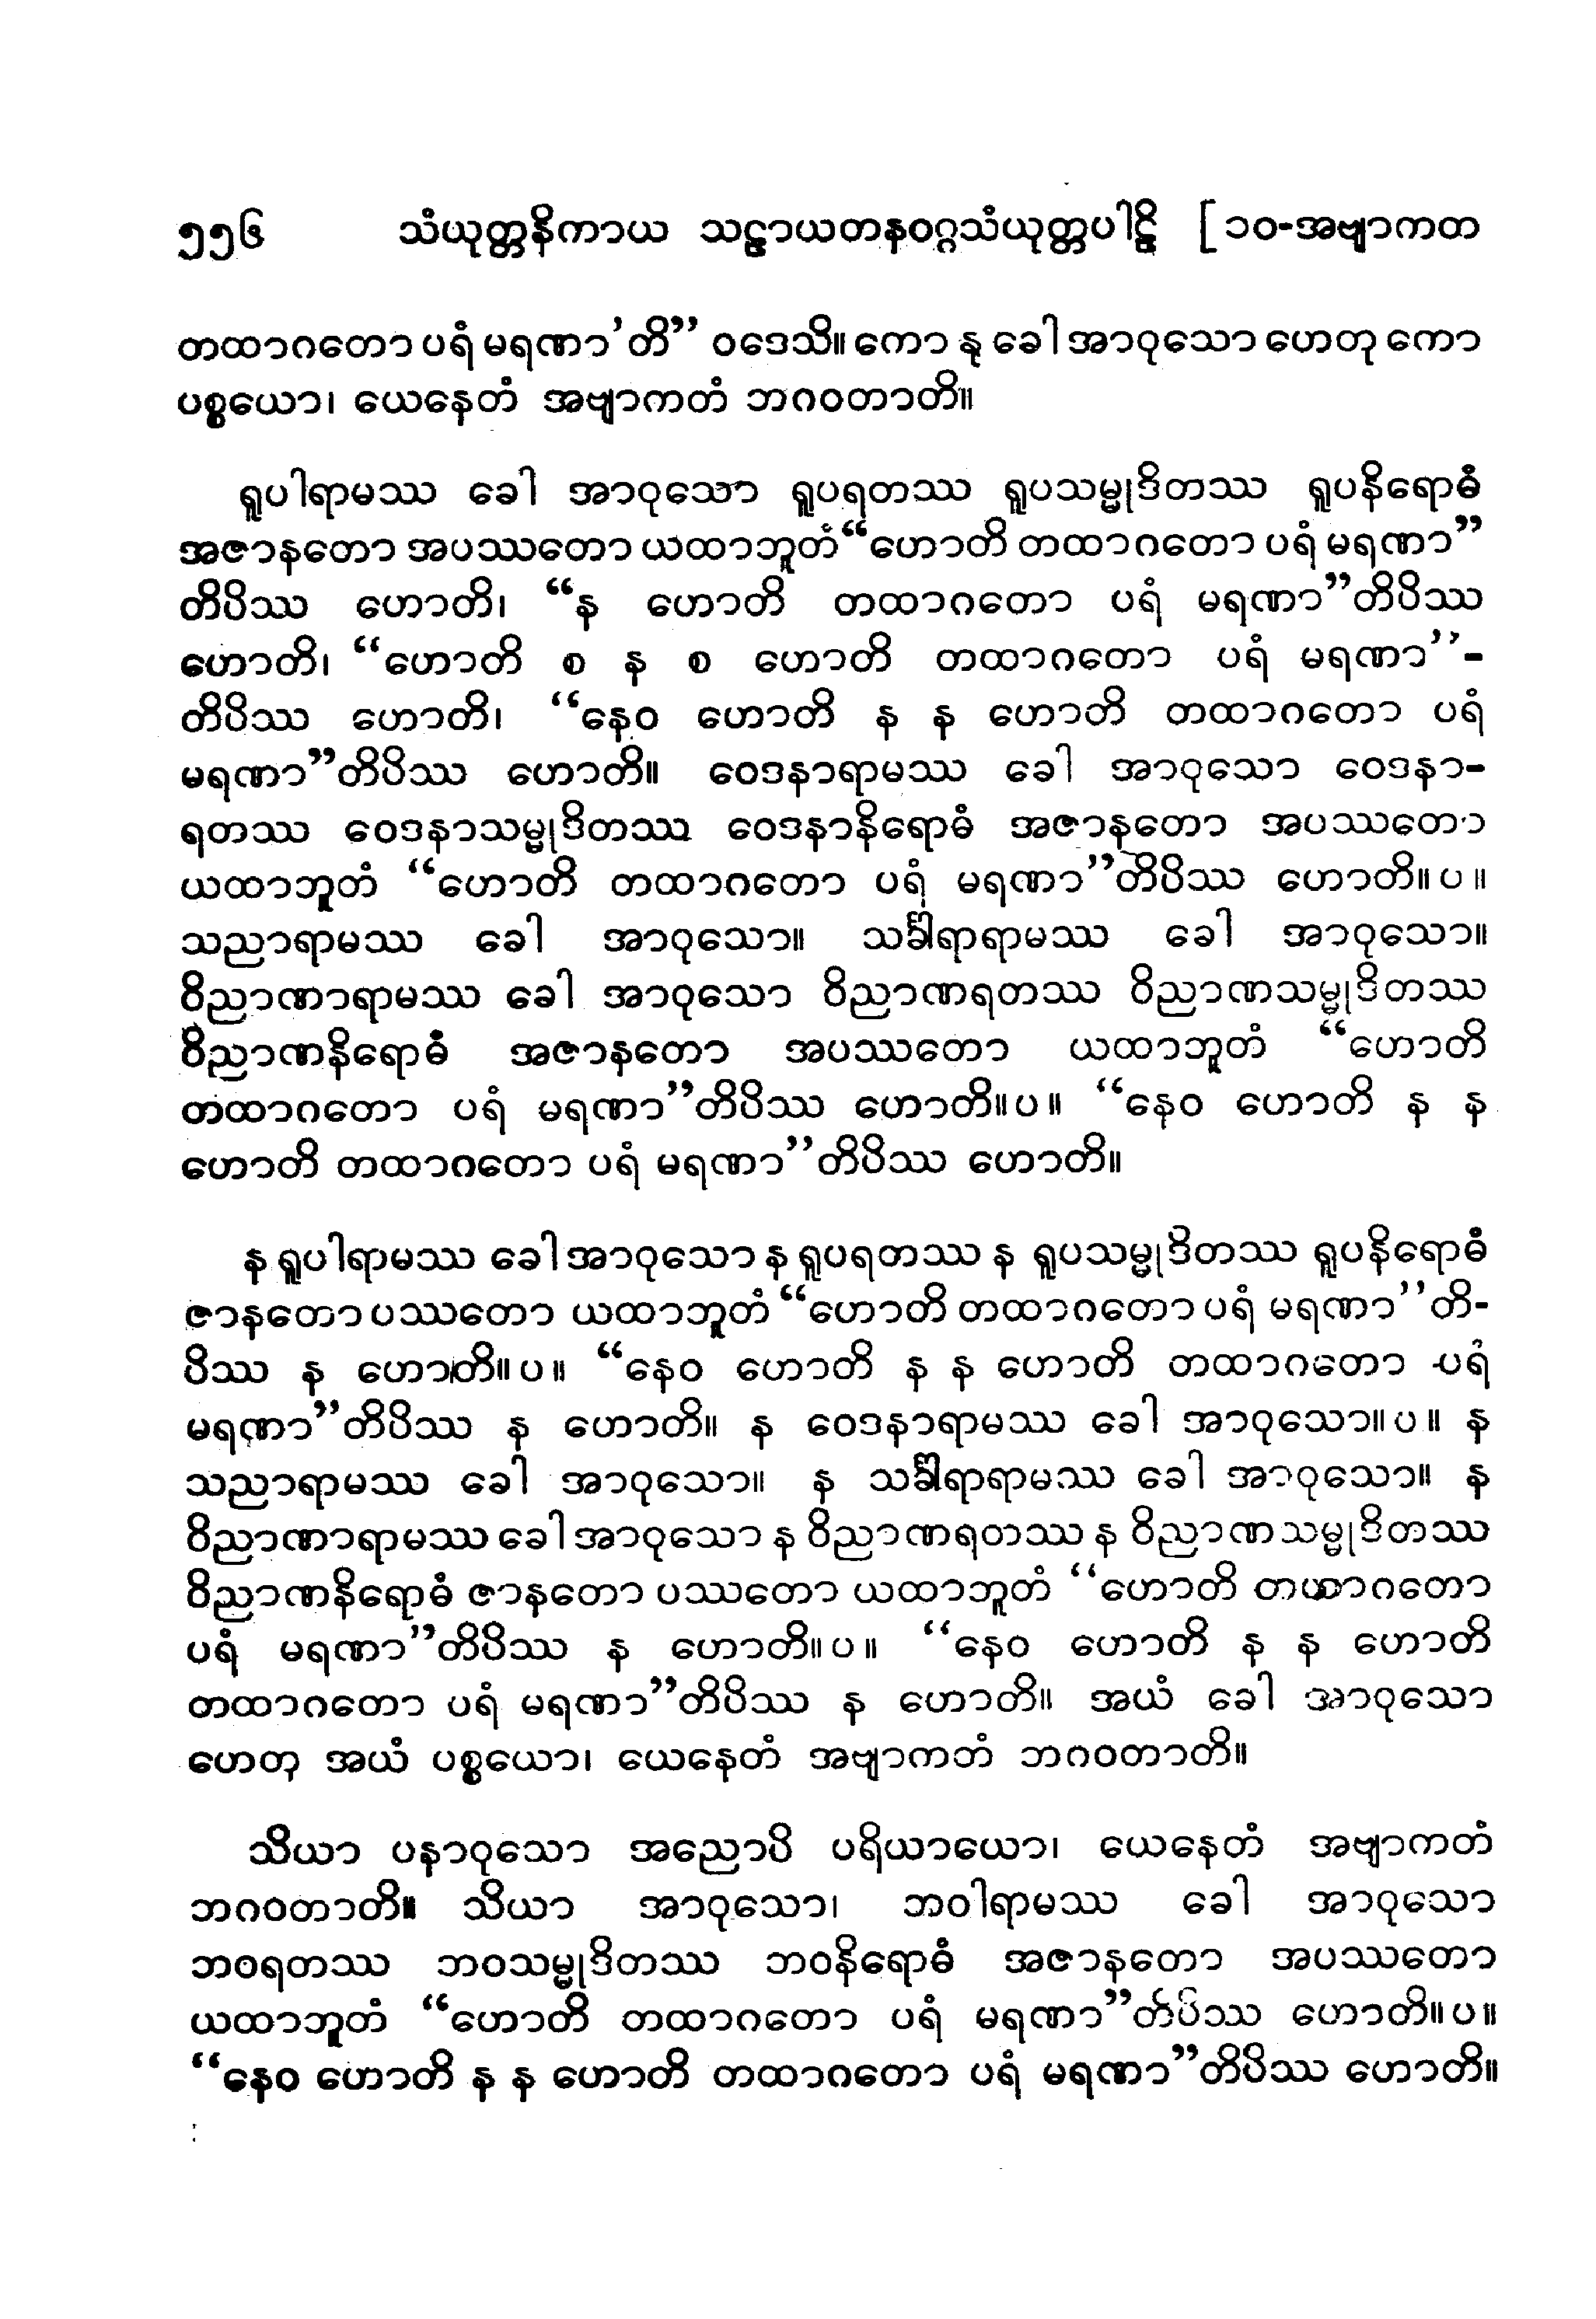 ၅၅၆ သံယုတ္တနိကာယ သဠာယတနဝဂ္ဂသံယုတ္တပါဠိ [ ၁၀-အဗျာကတ
တထာဂတော ပရံ မရဏာ’တိ” ဝဒေသိ။ ကော နု ခေါ အာဝုသော ဟေတု ကော
ပစ္စယော၊ ယေနေတံ အဗျာကတံ ဘဂဝတာတိ။
ရူပါရာမဿ ခေါ အာဝုသော ရူပရတဿ ရူပသမ္မုဒိတဿ ရူပနိရောဓံ
အဇာနတော အပဿတော ယထာဘူတံ “ဟောတိ တထာဂတော ပရံ မရဏာ”
တိပိဿ ဟောတိ၊ “န ဟောတိ တထာဂတော ပရံ မရဏာ”တိပိဿ
ဟောတိ၊ “ဟောတိ စ န စ ဟောတိ တထာဂတော ပရံ မရဏာ”-
တိပိဿ ဟောတိ၊ “နေဝ ဟောတိ န န ဟောတိ တထာဂတော ပရံ
မရဏာ”တိပိဿ ဟောတိ။ ဝေဒနာရာမဿ ခေါ အာဝုသော ဝေဒနာ-
ရတဿ ဝေဒနာသမ္မုဒိတဿ ဝေဒနာနိရောဓံ အဇာနတော အပဿတော
ယထာဘူတံ “ဟောတိ တထာဂတော ပရံ မရဏာ”တိပိဿ ဟောတိ။ ပ ။
သညာရာမဿ ခေါ အာဝုသော။ သင်္ခါရာရာမဿ ခေါ အာဝုသော။
ဝိညာဏာရာမဿ ခေါ အာဝုသော ဝိညာဏရတဿ ဝိညာဏသမ္မုဒိတဿ
ဝိညာဏနိရောဓံ အဇာနတော အပဿတော ယထာဘူတံ “ဟောတိ
တထာဂတော ပရံ မရဏာ”တိပိဿ ဟောတိ။ ပ ။ “နေဝ ဟောတိ န န
ဟောတိ တထာဂတော ပရံ မရဏာ”တိပိဿ ဟောတိ။
န ရူပါရာမဿ ခေါ အာဝုသော န ရူပရတဿ န ရူပသမ္မုဒိတဿ ရူပနိရောဓံ
ဇာနတော ပဿတော ယထာဘူတံ “ဟောတိ တထာဂတော ပရံ မရဏာ”တိ-
ပိဿ န ဟောတိ။ ပ ။ “နေဝ ဟောတိ န န ဟောတိ တထာဂတော ပရံ
မရဏာ”တိပိဿ န ဟောတိ။ န ဝေဒနာရာမဿ ခေါ အာဝုသော။ ပ ။ န
သညာရာမဿ ခေါ အာဝုသော။ န သင်္ခါရာရာမဿ ခေါ အာဝုသော။ န
ဝိညာဏာရာမဿ ခေါ အာဝုသော န ဝိညာဏရတဿ န ဝိညာဏသမ္မုဒိတဿ
ဝိညာဏနိရောဓံ ဇာနတော ပဿတော ယထာဘူတံ “ဟောတိ တထာဂတော
ပရံ မရဏာ”တိပိဿ န ဟောတိ။ ပ ။ “နေဝ ဟောတိ န န ဟောတိ
တထာဂတော ပရံ မရဏာ”တိပိဿ န ဟောတိ။ အယံ ခေါ အာဝုသော
ဟေတု အယံ ပစ္စယော၊ ယေနေတံ အဗျာကဘံ ဘဂဝတာတိ။
သိယာ ပနာဝုသော အညောပိ ပရိယာယော၊ ယေနေတံ အဗျာကတံ
ဘဂဝတာတိ။ သိယာ အာဝုသော၊ ဘဝါရာမဿ ခေါ အာဝုသော
ဘဝရတဿ ဘဝသမ္မုဒိတဿ ဘဝနိရောဓံ အဇာနတော အပဿတော
ယထာဘူတံ “ဟောတိ တထာဂတော ပရံ မရဏာ”တိပိဿ ဟောတိ။ ပ ။
“နေဝ ဟောတိ န န ဟောတိ တထာဂတော ပရံ မရဏာ”တိပိဿ ဟောတိ။